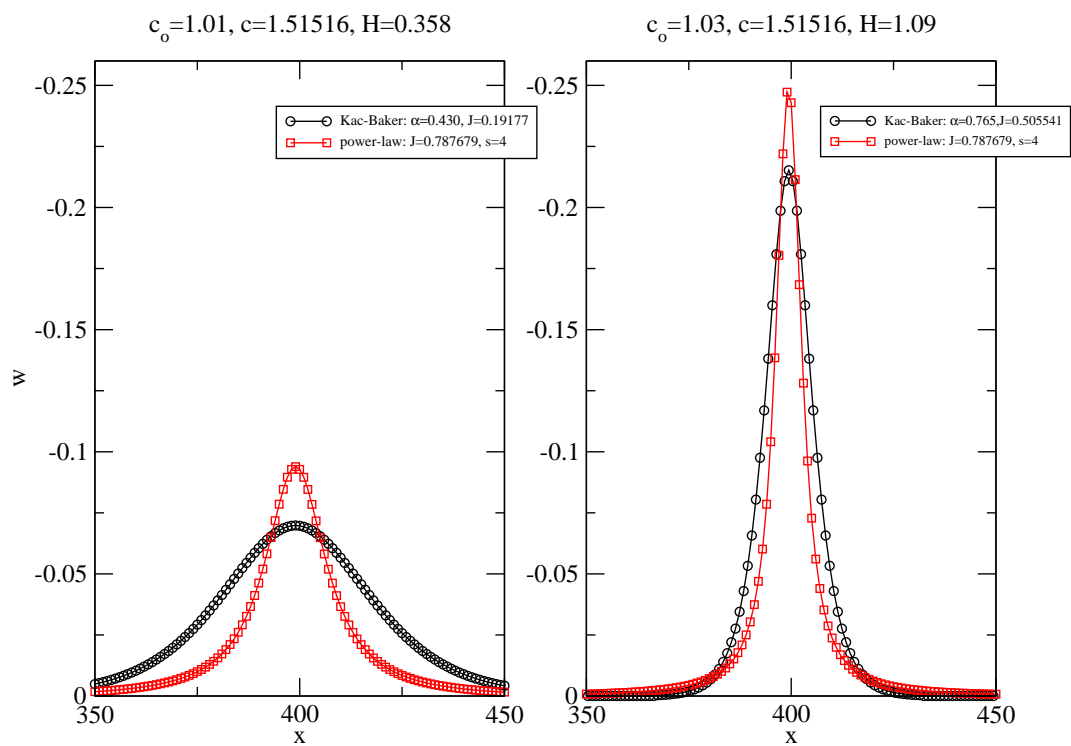 c_o=1.01, c=1.51516, H=0.358
c_o=1.03, c=1.51516, H=1.09
Kac-Baker: α=0.430, J=0.19177
power-law: J=0.787679, s=4
Kac-Baker: α=0.765,J=0.505541
power-law: J=0.787679, s=4
-0.25
-0.2
-0.15
-0.1
-0.05
0
w
350
400
450
x
-0.25
-0.2
-0.15
-0.1
-0.05
0
350
400
450
x